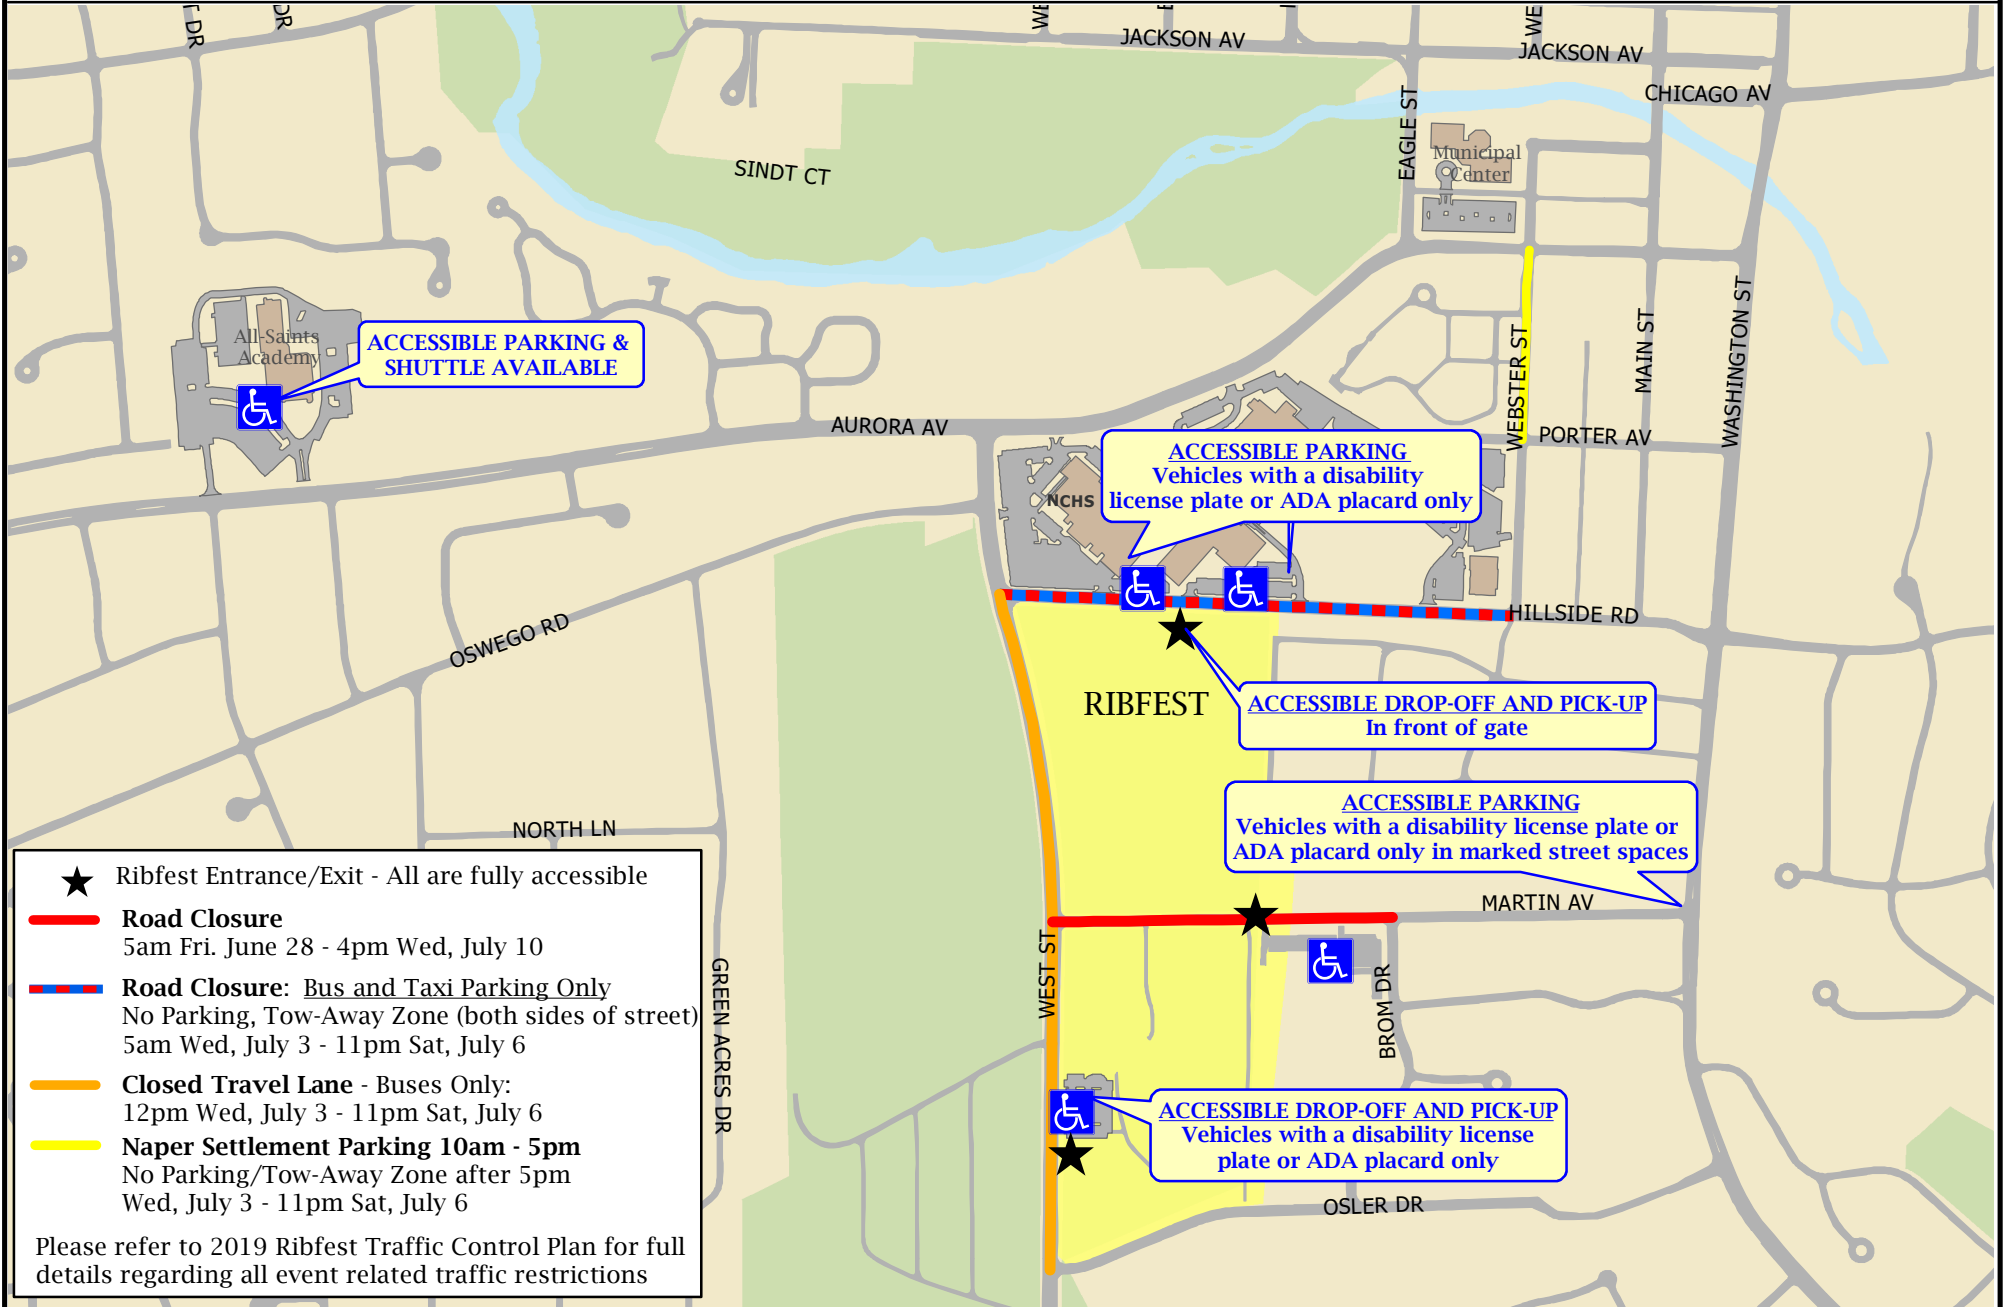 T DR
DR
WE
JACKSON AV
WE
JACKSON AV
CHICAGO AV
EAGLE ST
Municipal
Center
SINDT CT
All-Saints
Academy
ACCESSIBLE PARKING &
SHUTTLE AVAILABLE
AURORA AV
WEBSTER ST
MAIN ST
WASHINGTON ST
PORTER AV
ACCESSIBLE PARKING
Vehicles with a disability
license plate or ADA placard only
NCHS
HILLSIDE RD
OSWEGO RD
RIBFEST
ACCESSIBLE DROP-OFF AND PICK-UP
In front of gate
ACCESSIBLE PARKING
Vehicles with a disability license plate or
ADA placard only in marked street spaces
NORTH LN
MARTIN AV
WEST ST
BROM DR
GREEN ACRES DR
ACCESSIBLE DROP-OFF AND PICK-UP
Vehicles with a disability license
plate or ADA placard only
OSLER DR
Ribfest Entrance/Exit - All are fully accessible
Road Closure
5am Fri. June 28 - 4pm Wed, July 10
Road Closure: Bus and Taxi Parking Only
No Parking, Tow-Away Zone (both sides of street)
5am Wed, July 3 - 11pm Sat, July 6
Closed Travel Lane - Buses Only:
12pm Wed, July 3 - 11pm Sat, July 6
Naper Settlement Parking 10am - 5pm
No Parking/Tow-Away Zone after 5pm
Wed, July 3 - 11pm Sat, July 6
Please refer to 2019 Ribfest Traffic Control Plan for full
details regarding all event related traffic restrictions